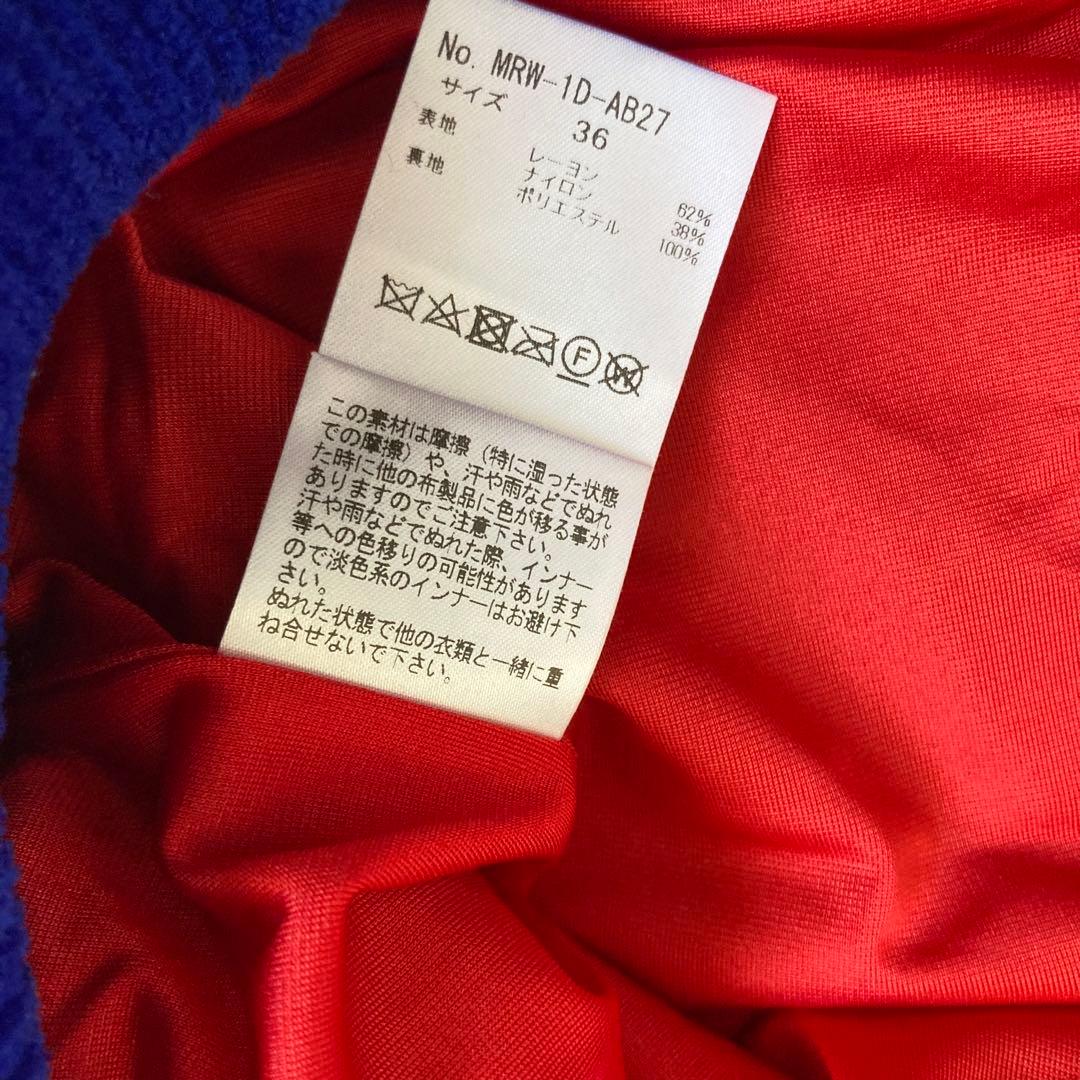 No. MRW-1D-AB27
サイズ 36
表地 レーヨン 62%
ナイロン 38%
裏地 ポリエステル 100%
F
W
この素材は摩擦（特に湿った状態
での摩擦）や、汗や雨などでぬれ
た時に他の布製品に色が移る事が
ありますのでご注意下さい。
汗や雨などでぬれた際、インナー
等への色移りの可能性があります
ので淡色系のインナーはお避け下
さい。
ぬれた状態で他の衣類と一緒に重
ね合せないで下さい。